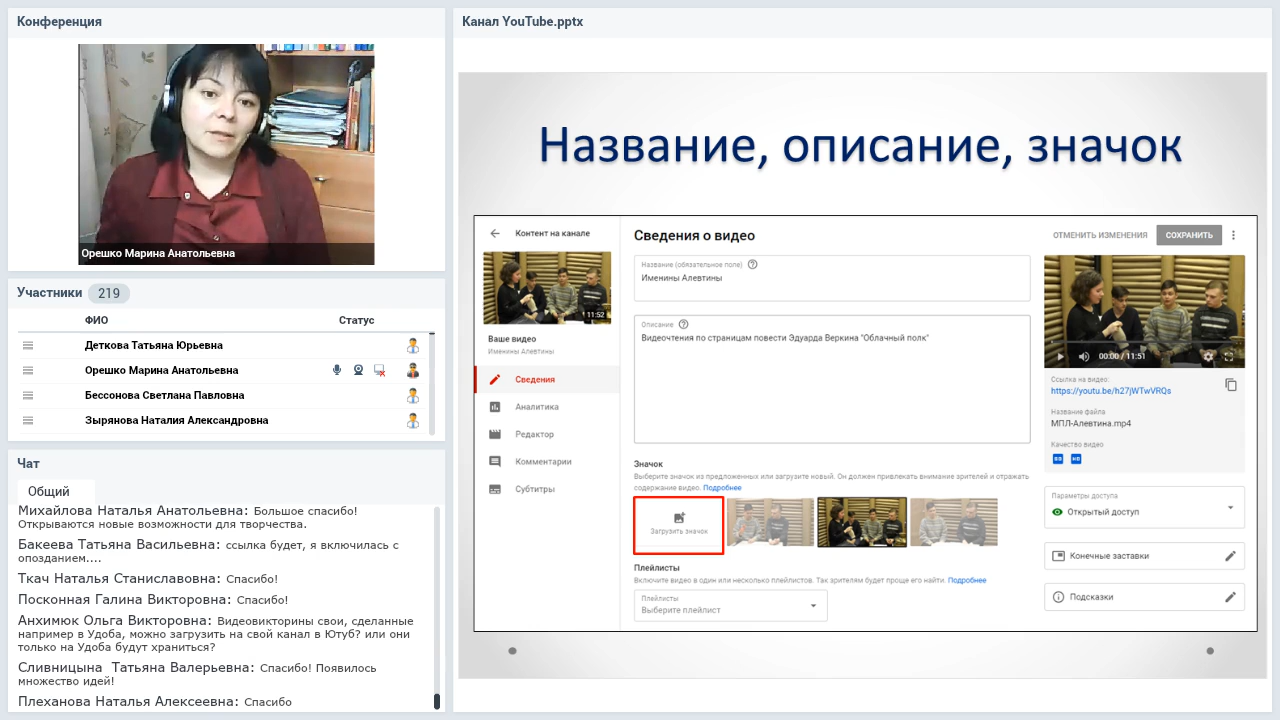 Конференция
Орешко Марина Анатольевна
Участники 219
ФИО Статус
Деткова Татьяна Юрьевна
Орешко Марина Анатольевна
Бессонова Светлана Павловна
Зырянова Наталия Александровна
Чат
Общий
Михайлова Наталья Анатольевна: Большое спасибо!
Открываются новые возможности для творчества.
Бакеева Татьяна Васильевна: ссылка будет, я включилась с
опозданием....
Ткач Наталья Станиславовна: Спасибо!
Посконная Галина Викторовна: Спасибо!
Анхимюк Ольга Викторовна: Видеовикторины свои, сделанные
например в Удоба, можно загрузить на свой канал в Ютуб? или они
только на Удоба будут храниться?
Сливницына Татьяна Валерьевна: Спасибо! Появилось
множество идей!
Плеханова Наталья Алексеевна: Спасибо
Канал YouTube.pptx
Название, описание, значок
Контент на канале
11:52
Ваше видео
Именины Алевтины
Сведения
Аналитика
Редактор
Комментарии
Субтитры
Сведения о видео
ОТМЕНИТЬ ИЗМЕНЕНИЯ СОХРАНИТЬ
Название (обязательное поле)
Именины Алевтины
Описание
Видеочтения по страницам повести Эдуарда Веркина "Облачный полк"
Значок
Выберите значок из предложенных или загрузите новый. Он должен привлекать внимание зрителей и отражать
содержание видео. Подробнее
Загрузить значок
Плейлисты
Включите видео в один или несколько плейлистов. Так зрителям будет проще его найти. Подробнее
Плейлисты
Выберите плейлист
00:00 / 11:51
Ссылка на видео:
https://youtu.be/h27jWTwVRQs
Название файла
МПЛ-Алевтина.mp4
Качество видео
Параметры доступа
Открытый доступ
Конечные заставки
Подсказки